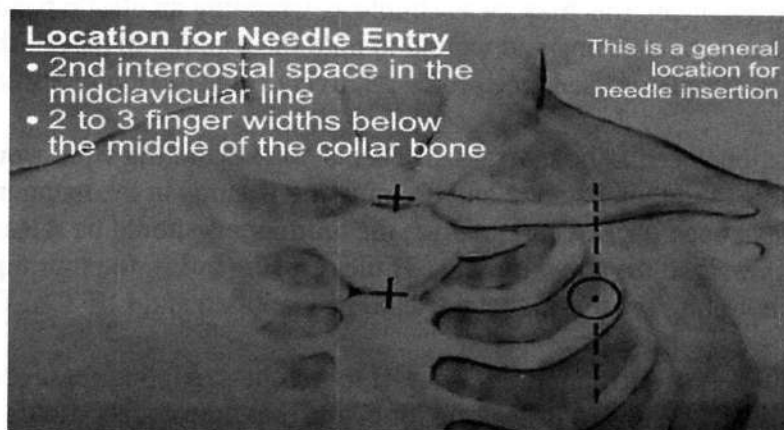 Location for Needle Entry
• 2nd intercostal space in the
midclavicular line
• 2 to 3 finger widths below
the middle of the collar bone
This is a general
location for
needle insertion